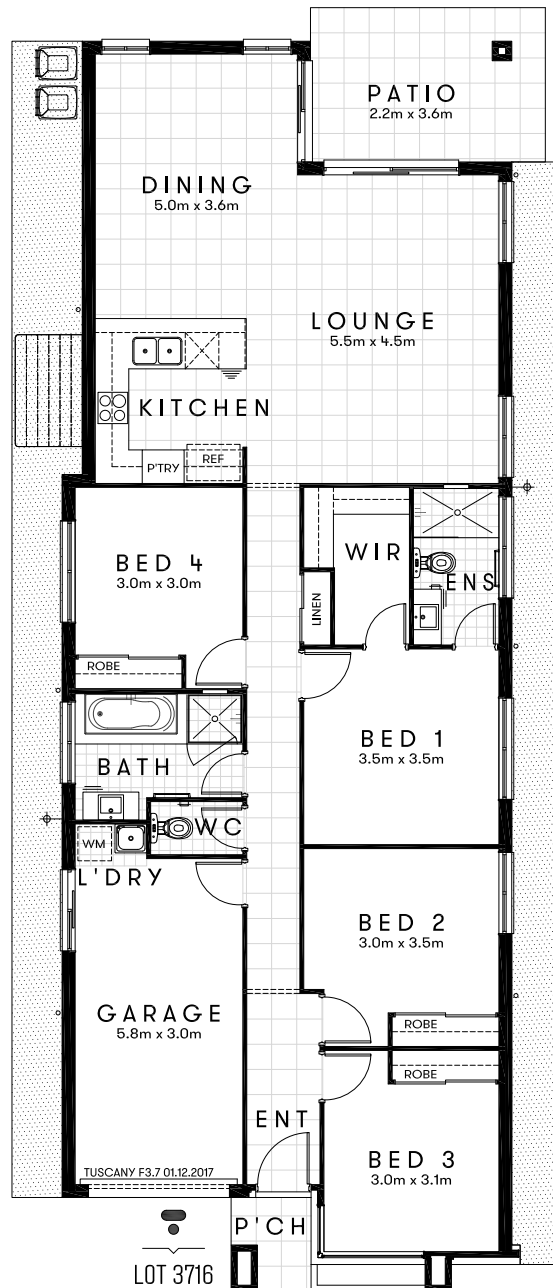 PATIO
2.2m x 3.6m
DINING
5.0m x 3.6m
LOUNGE
5.5m x 4.5m
KITCHEN
P'TRY
REF
BED 4
3.0m x 3.0m
WIR
ENS
LINEN
ROBE
BED 1
3.5m x 3.5m
BATH
WC
WM
L'DRY
BED 2
3.0m x 3.5m
ROBE
GARAGE
5.8m x 3.0m
ROBE
ENT
BED 3
3.0m x 3.1m
TUSCANY F3.7 01.12.2017
P'CH
LOT 3716